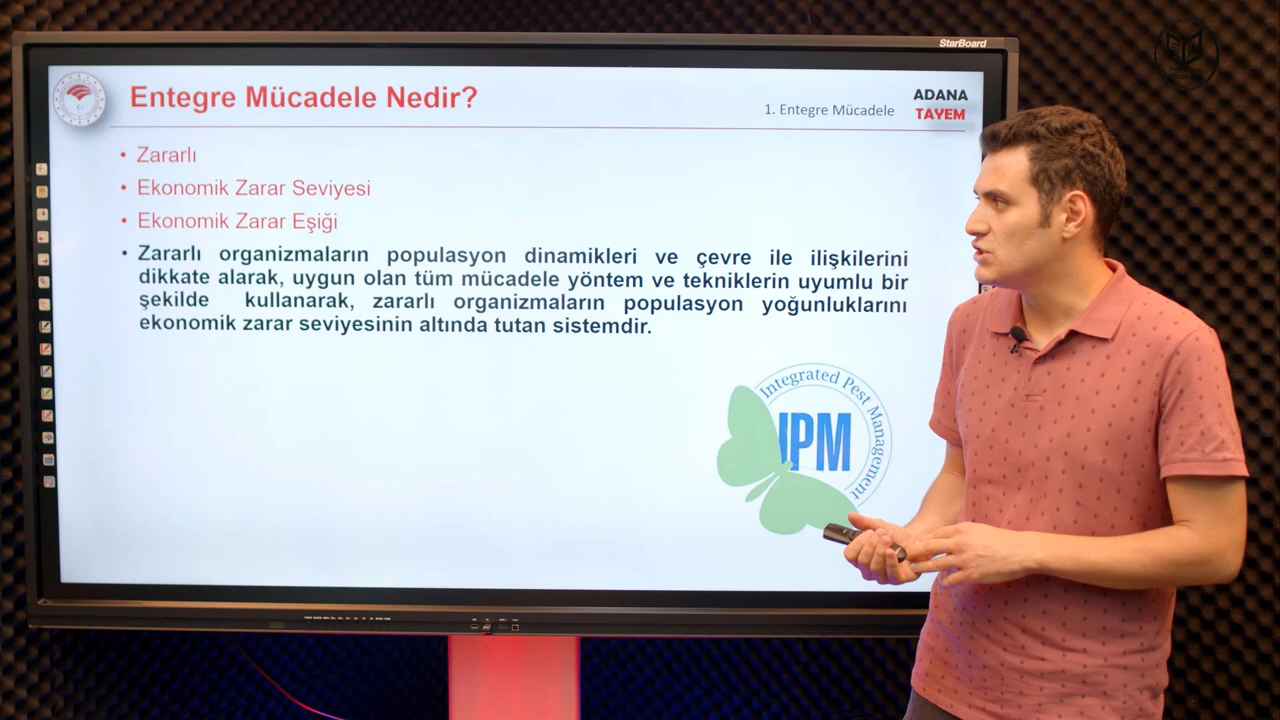 StarBoard
Entegre Mücadele Nedir?
1. Entegre Mücadele
ADANA
TAYEM
• Zararlı
• Ekonomik Zarar Seviyesi
• Ekonomik Zarar Eşiği
• Zararlı organizmaların populasyon dinamikleri ve çevre ile ilişkilerini
dikkate alarak, uygun olan tüm mücadele yöntem ve tekniklerin uyumlu bir
şekilde kullanarak, zararlı organizmaların populasyon yoğunluklarını
ekonomik zarar seviyesinin altında tutan sistemdir.
Integrated Pest Management
IPM